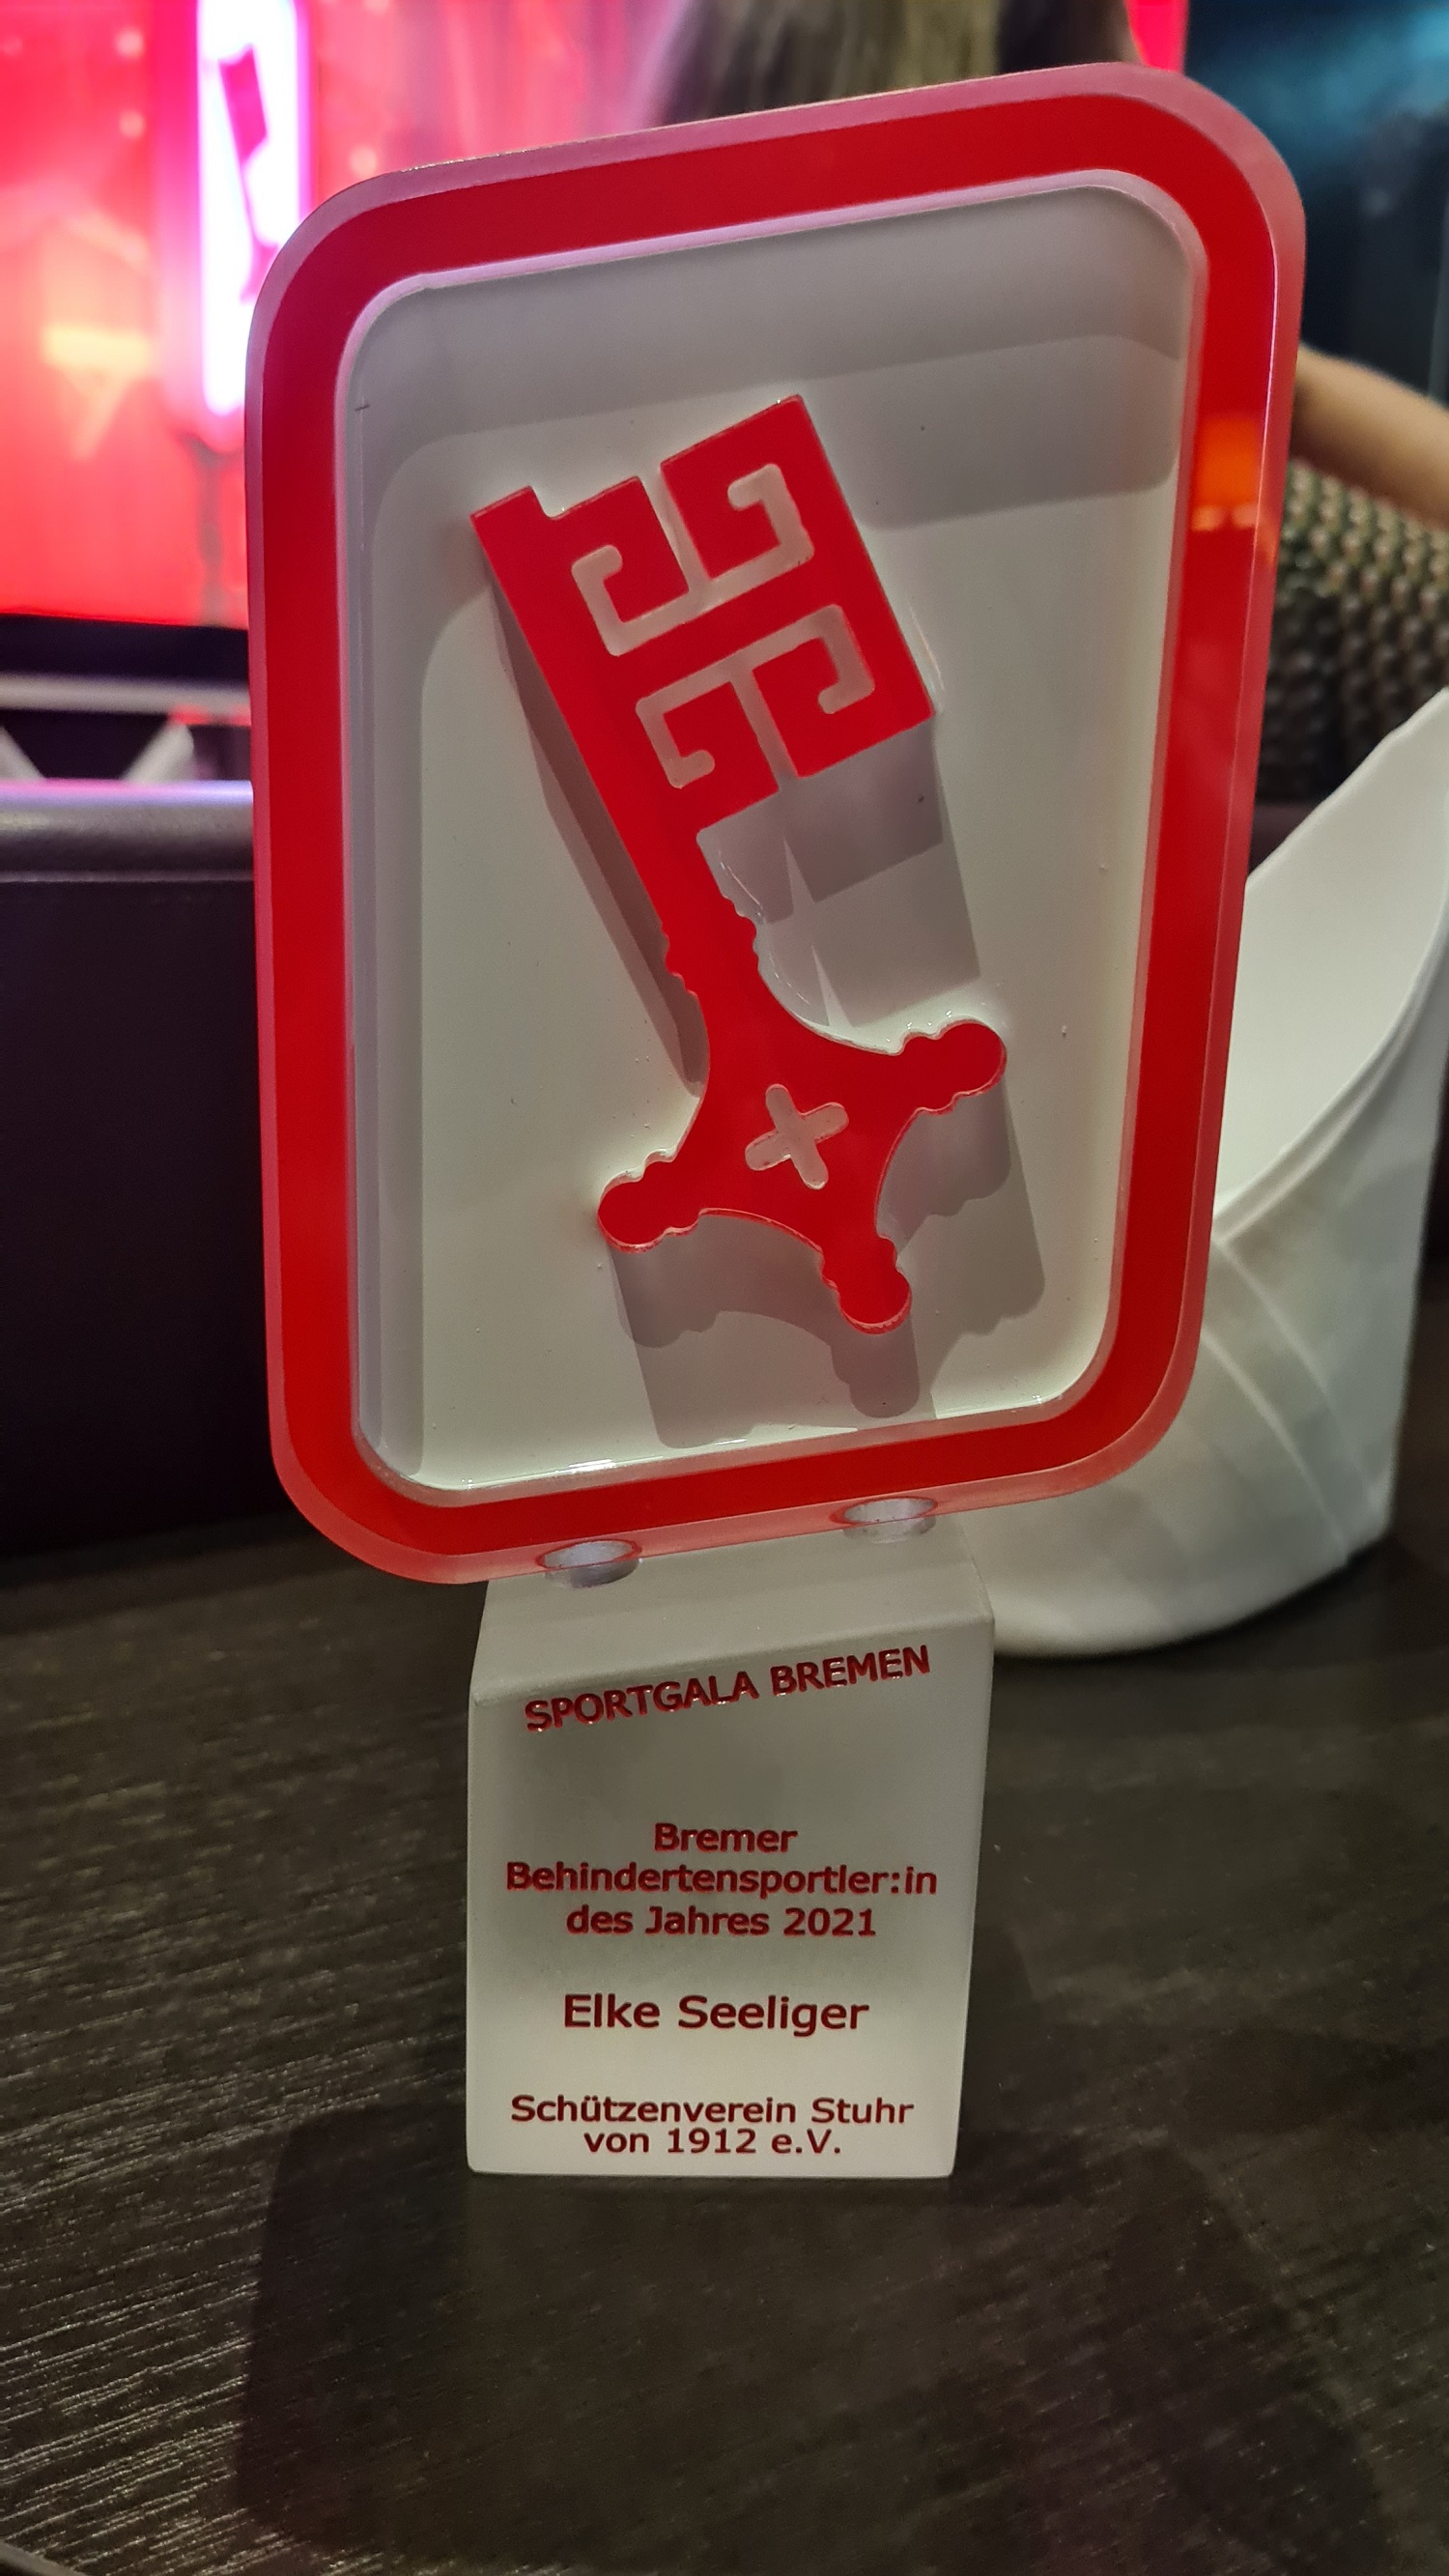 SPORTGALA BREMEN
Bremer
Behindertensportler:in
des Jahres 2021
Elke Seeliger
Schützenverein Stuhr
von 1912 e.V.